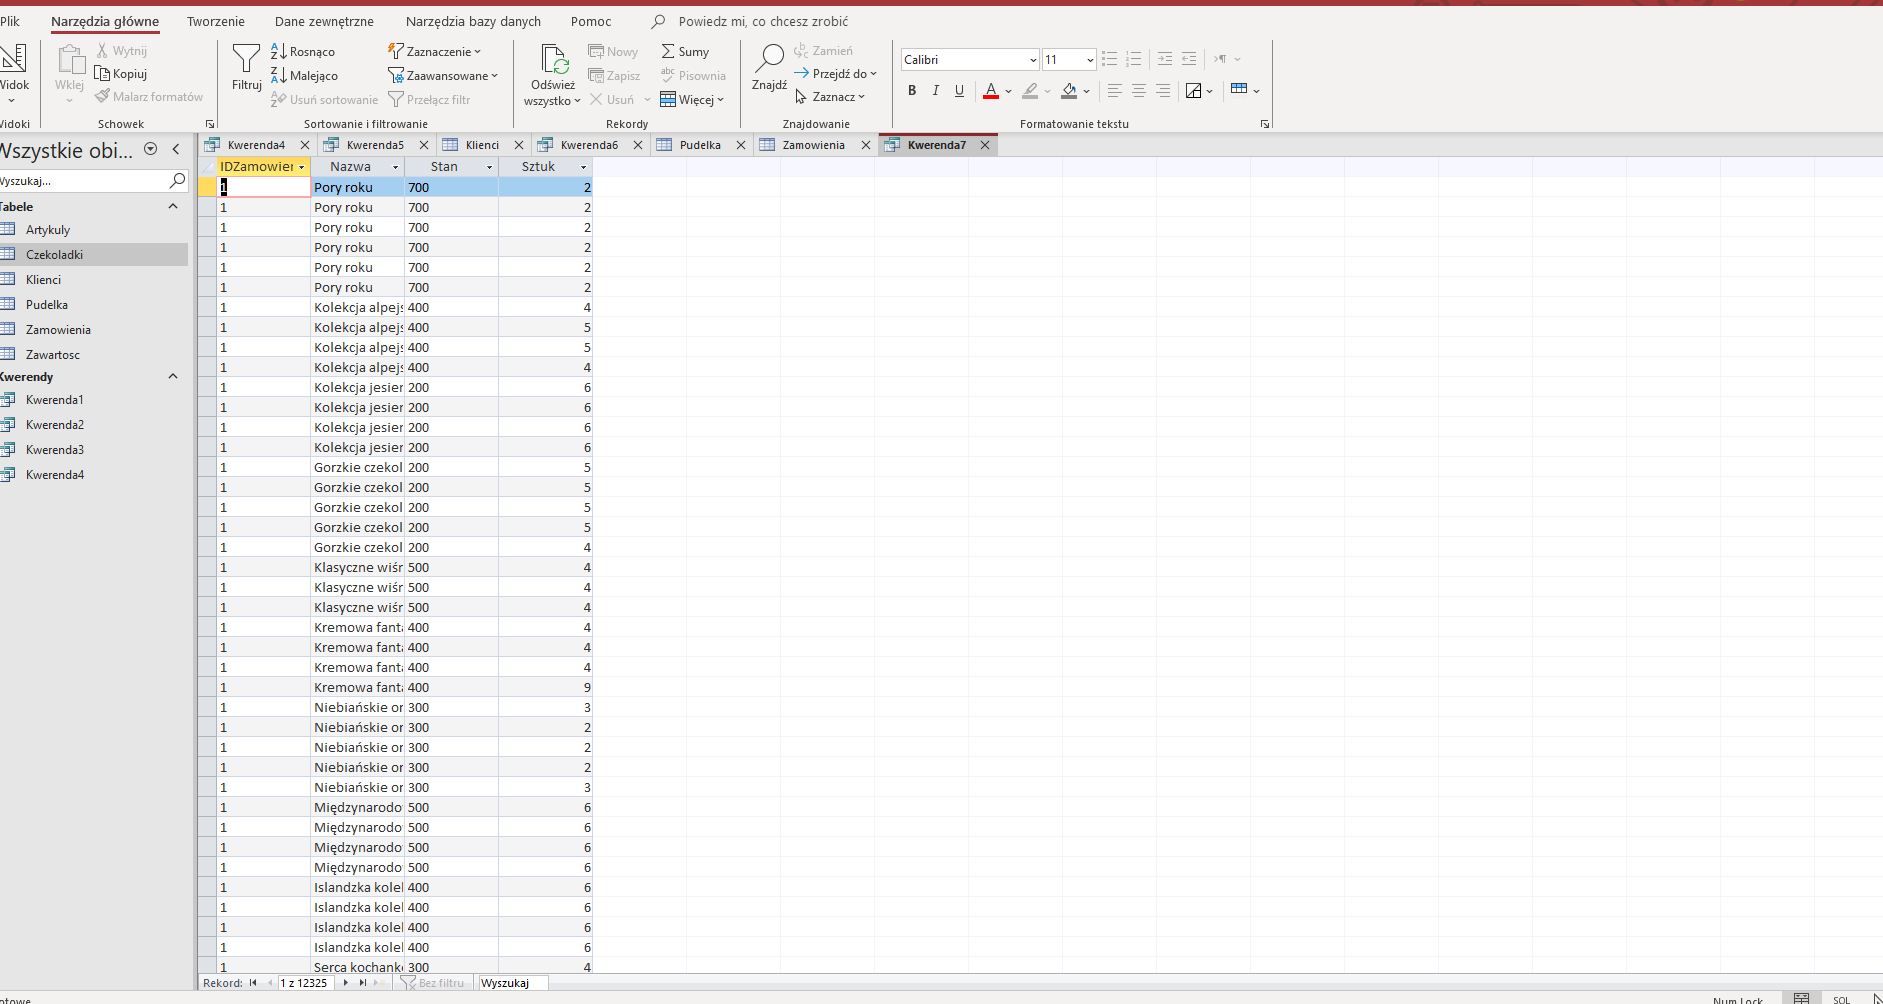 Plik Narzędzia główne Tworzenie Dane zewnętrzne Narzędzia bazy danych Pomoc Powiedz mi, co chcesz zrobić
Widok
Widoki
Wklej
Wytnij
Kopiuj
Malarz formatów
Schowek
Filtruj
Rosnąco
Malejąco
Usuń sortowanie
Zaznaczenie
Zaawansowane
Przełącz filtr
Sortowanie i filtrowanie
Odśwież
wszystko
Nowy
Zapisz
Usuń
Sumy
Pisownia
Więcej
Rekordy
Znajdź
Zamień
Przejdź do
Zaznacz
Znajdowanie
Calibri 11
B I U A
Formatowanie tekstu
Wszystkie obi...
Wyszukaj...
Tabele
Artykuly
Czekoladki
Klienci
Pudelka
Zamowienia
Zawartosc
Kwerendy
Kwerenda1
Kwerenda2
Kwerenda3
Kwerenda4
Kwerenda4 Kwerenda5 Klienci Kwerenda6 Pudelka Zamowienia Kwerenda7
IDZamowier Nazwa Stan Sztuk
1 Pory roku 700 2
1 Pory roku 700 2
1 Pory roku 700 2
1 Pory roku 700 2
1 Pory roku 700 2
1 Pory roku 700 2
1 Kolekcja alpejs 400 4
1 Kolekcja alpejs 400 5
1 Kolekcja alpejs 400 5
1 Kolekcja alpejs 400 4
1 Kolekcja jesier 200 6
1 Kolekcja jesier 200 6
1 Kolekcja jesier 200 6
1 Kolekcja jesier 200 6
1 Gorzkie czekol 200 5
1 Gorzkie czekol 200 5
1 Gorzkie czekol 200 5
1 Gorzkie czekol 200 5
1 Gorzkie czekol 200 4
1 Klasyczne wiśr 500 4
1 Klasyczne wiśr 500 4
1 Klasyczne wiśr 500 4
1 Kremowa fanta 400 4
1 Kremowa fanta 400 4
1 Kremowa fanta 400 4
1 Kremowa fanta 400 9
1 Niebiańskie or 300 3
1 Niebiańskie or 300 2
1 Niebiańskie or 300 2
1 Niebiańskie or 300 2
1 Niebiańskie or 300 3
1 Międzynarodo 500 6
1 Międzynarodo 500 6
1 Międzynarodo 500 6
1 Międzynarodo 500 6
1 Islandzka kolel 400 6
1 Islandzka kolel 400 6
1 Islandzka kolel 400 6
1 Islandzka kolel 400 6
1 Serca kochank 300 4
Rekord: 1 z 12325 Bez filtru Wyszukaj
Num Lock SQL